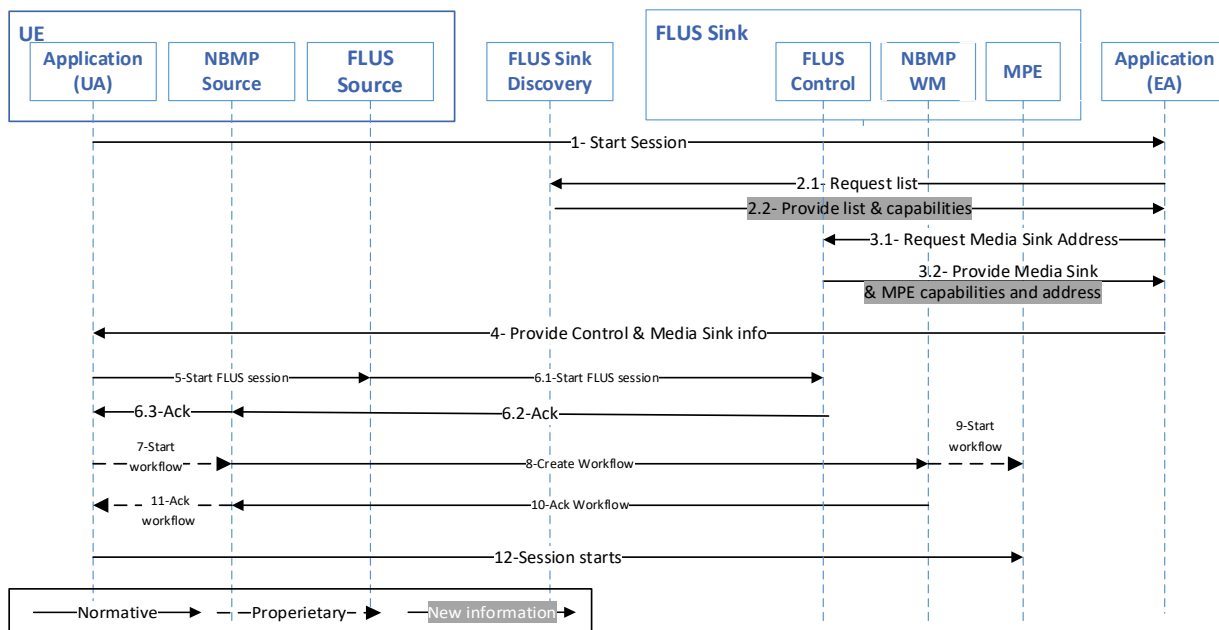 UE
FLUS Sink
Application
(UA)
NBMP
Source
FLUS
Source
FLUS Sink
Discovery
FLUS
Control
NBMP
WM
MPE
Application
(EA)
1- Start Session
2.1- Request list
2.2- Provide list & capabilities
3.1- Request Media Sink Address
3.2- Provide Media Sink
& MPE capabilities and address
4- Provide Control & Media Sink info
5-Start FLUS session
6.1-Start FLUS session
6.3-Ack
6.2-Ack
7-Start
workflow
8-Create Workflow
9-Start
workflow
11-Ack
workflow
10-Ack Workflow
12-Session starts
Normative
Properietary
New information